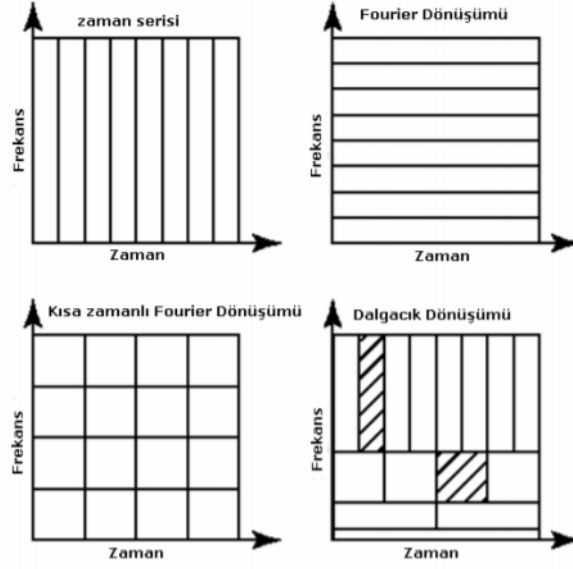 zaman serisi
Frekans
Zaman
Fourier Dönüşümü
Frekans
Zaman
Kısa zamanlı Fourier Dönüşümü
Frekans
Zaman
Dalgacık Dönüşümü
Frekans
Zaman